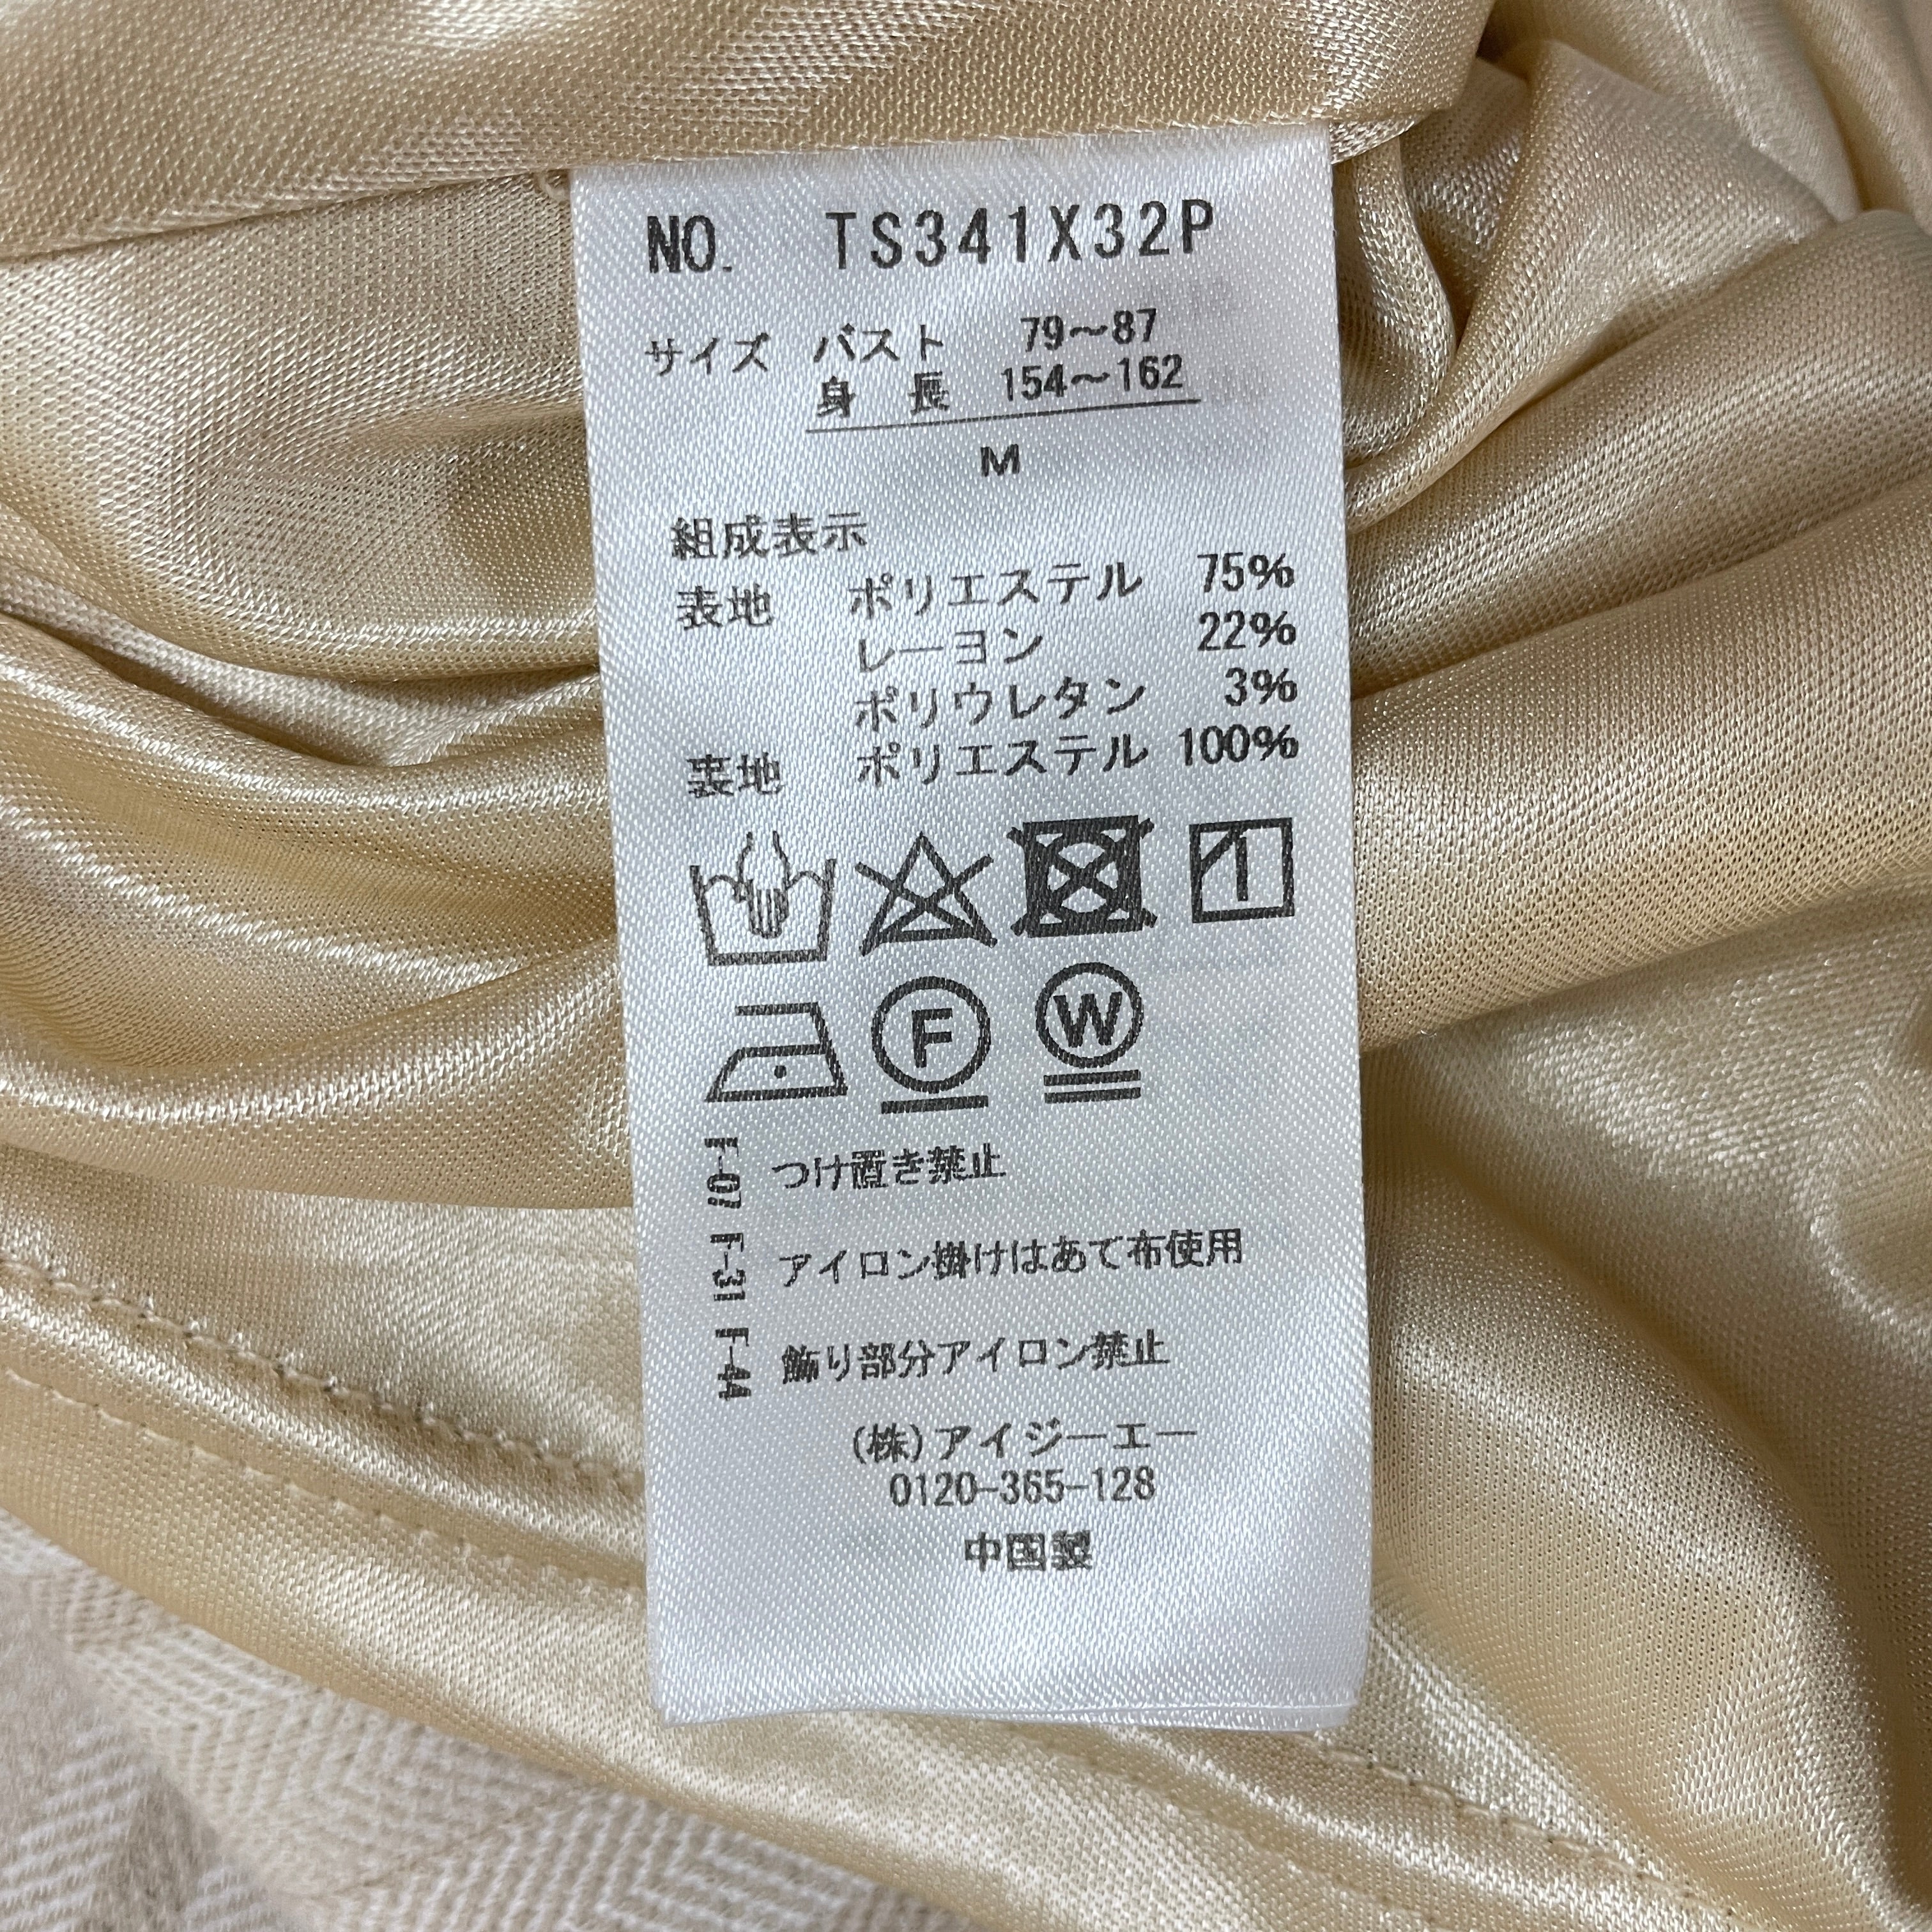 NO. TS341X32P
サイズ バスト 79～87
身 長 154～162
M
組成表示
表地 ポリエステル 75%
レーヨン 22%
ポリウレタン 3%
裏地 ポリエステル 100%
F
W
F-07 つけ置き禁止
F-31 アイロン掛けはあて布使用
F-44 飾り部分アイロン禁止
(株)アイジーエー
0120-365-128
中国製